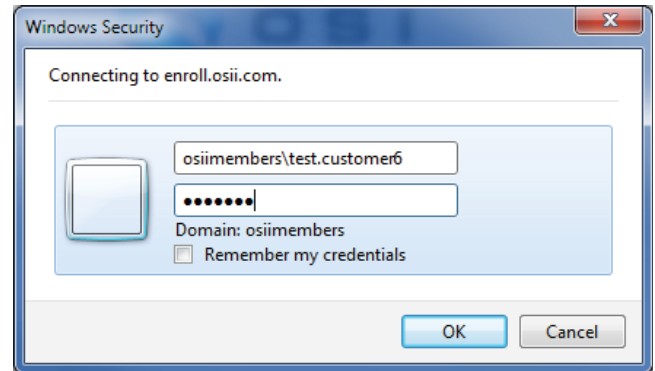 Windows Security
Connecting to enroll.osii.com.
osiimembers\test.customer6
•••••••
Domain: osiimembers
Remember my credentials
OK Cancel